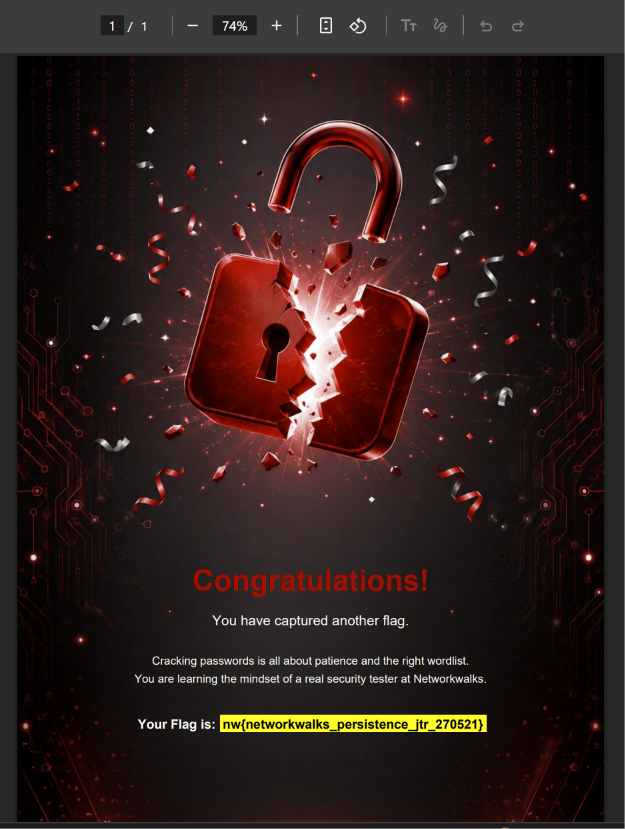 1 / 1
74%
Congratulations!
You have captured another flag.
Cracking passwords is all about patience and the right wordlist.
You are learning the mindset of a real security tester at Networkwalks.
Your Flag is: nw{networkwalks_persistence_jtr_270521}